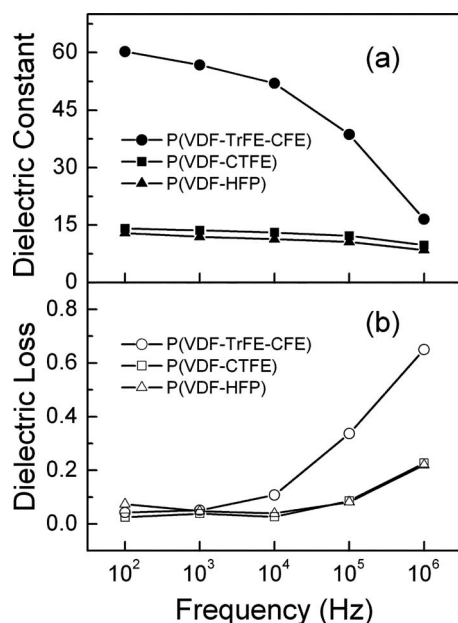 Dielectric Constant
60
45
30
15
0
(a)
P(VDF-TrFE-CFE)
P(VDF-CTFE)
P(VDF-HFP)
Dielectric Loss
0.8
0.6
0.4
0.2
0.0
(b)
P(VDF-TrFE-CFE)
P(VDF-CTFE)
P(VDF-HFP)
10² 10³ 10⁴ 10⁵ 10⁶
Frequency (Hz)